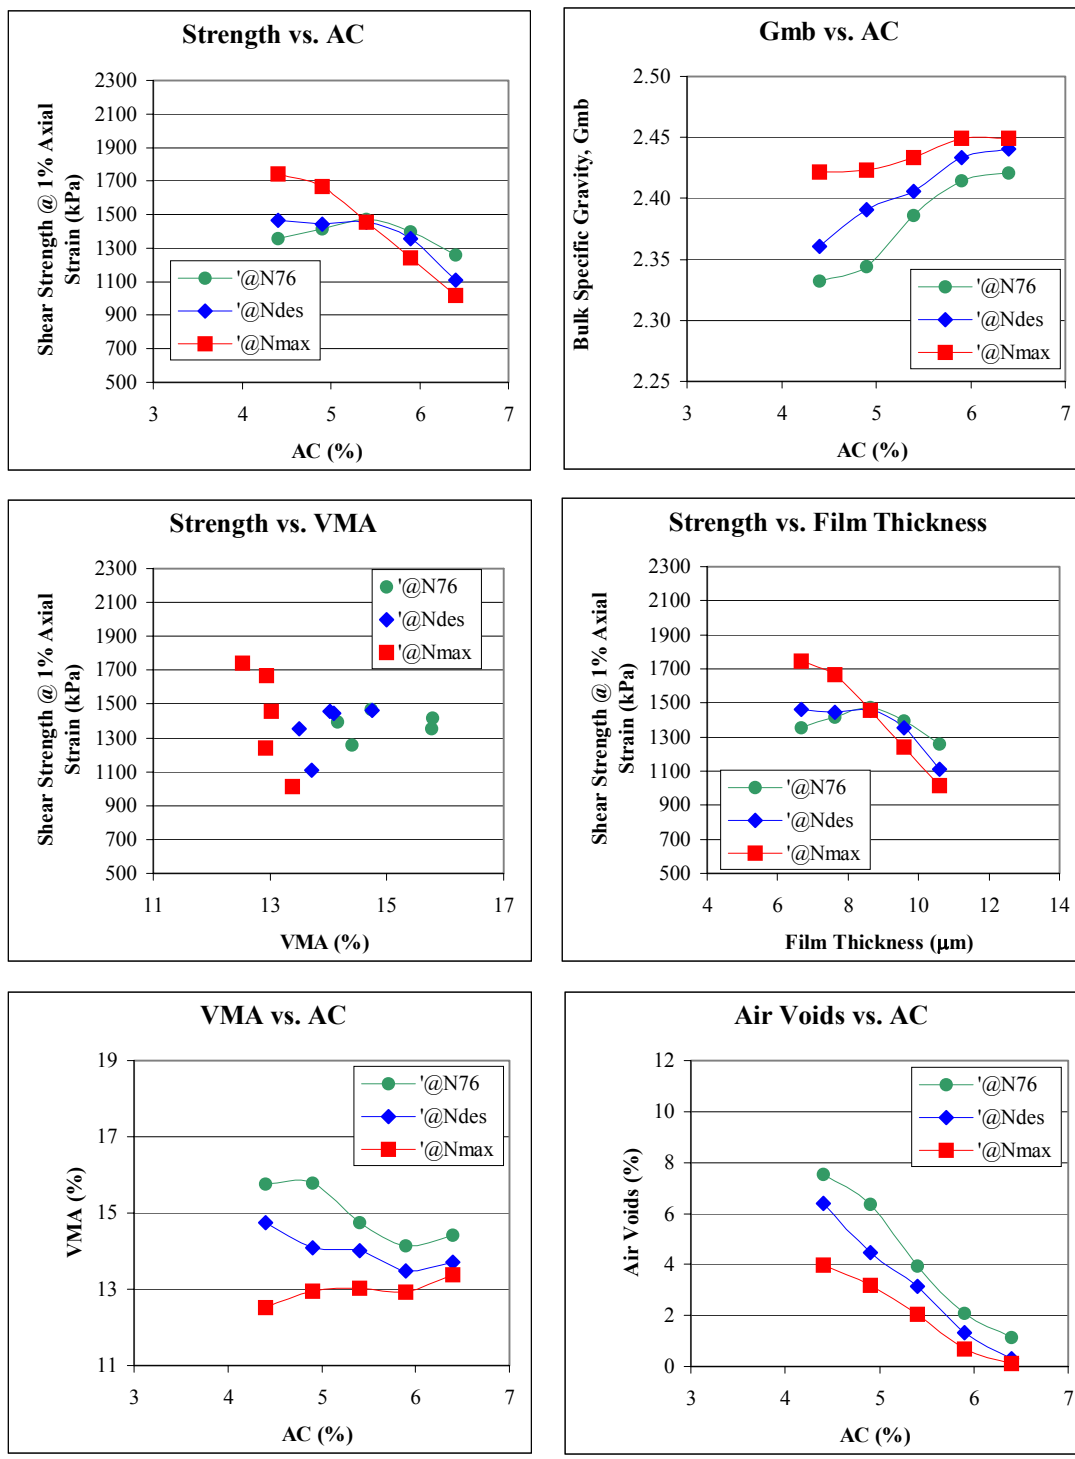 Strength vs. AC
Shear Strength @ 1% Axial
Strain (kPa)
2300
2100
1900
1700
1500
1300
1100
900
700
500
'@N76
'@Ndes
'@Nmax
3 4 5 6 7
AC (%)
Gmb vs. AC
Bulk Specific Gravity, Gmb
2.50
2.45
2.40
2.35
2.30
2.25
'@N76
'@Ndes
'@Nmax
3 4 5 6 7
AC (%)
Strength vs. VMA
Shear Strength @ 1% Axial
Strain (kPa)
2300
2100
1900
1700
1500
1300
1100
900
700
500
'@N76
'@Ndes
'@Nmax
11 13 15 17
VMA (%)
Strength vs. Film Thickness
Shear Strength @ 1% Axial
Strain (kPa)
2300
2100
1900
1700
1500
1300
1100
900
700
500
'@N76
'@Ndes
'@Nmax
4 6 8 10 12 14
Film Thickness (μm)
VMA vs. AC
VMA (%)
19
17
15
13
11
'@N76
'@Ndes
'@Nmax
3 4 5 6 7
AC (%)
Air Voids vs. AC
Air Voids (%)
12
10
8
6
4
2
0
'@N76
'@Ndes
'@Nmax
3 4 5 6 7
AC (%)